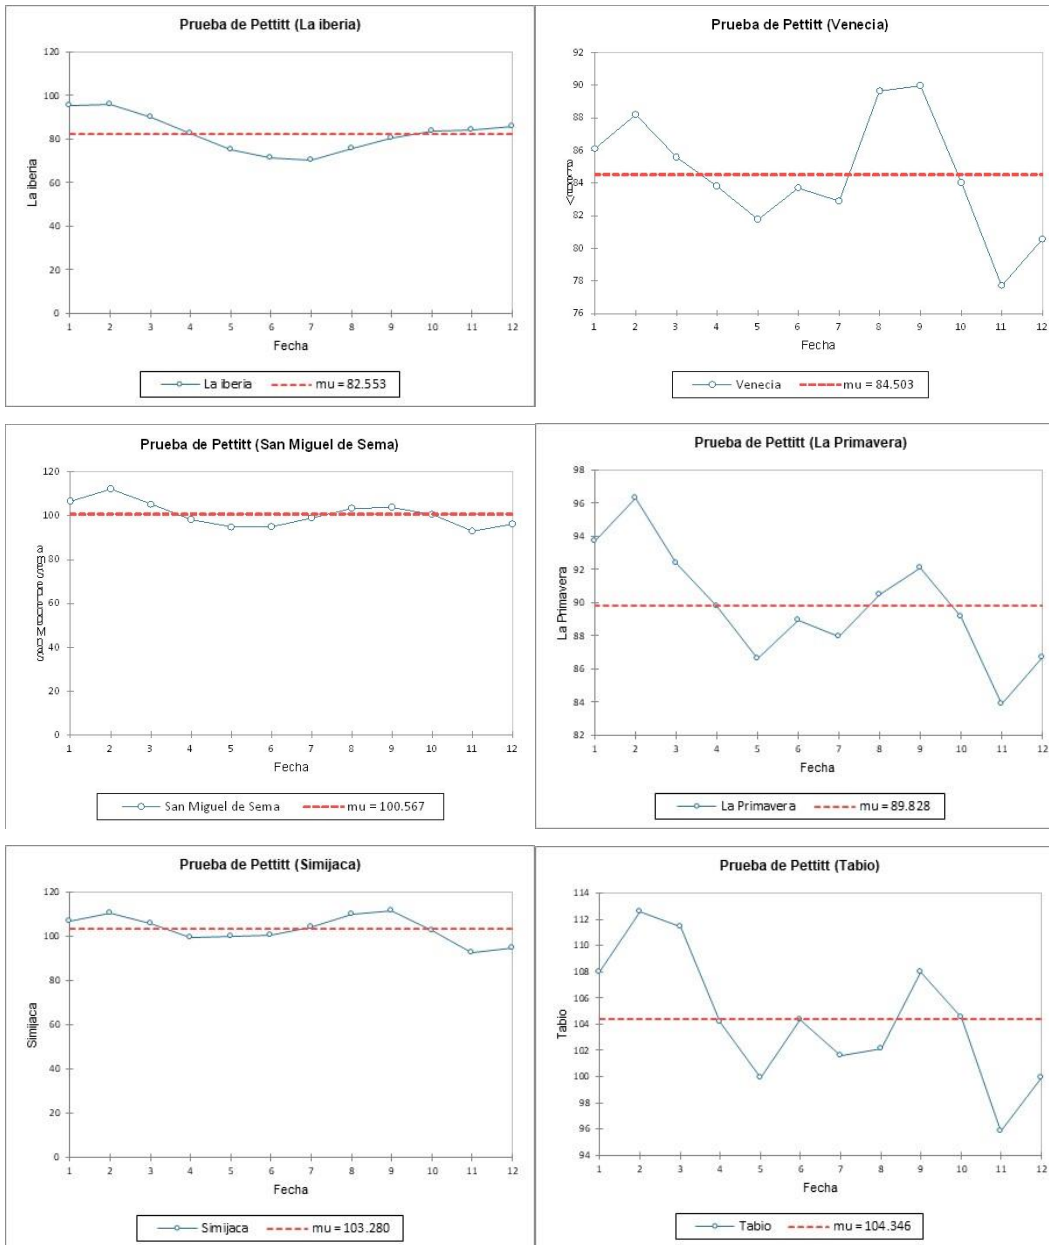 Prueba de Pettitt (La iberia)
La iberia
120
100
80
60
40
20
0
1 2 3 4 5 6 7 8 9 10 11 12
Fecha
La iberia mu = 82.553
Prueba de Pettitt (Venecia)
92
90
88
86
84
82
80
78
76
1 2 3 4 5 6 7 8 9 10 11 12
Fecha
Venecia mu = 84.503
Prueba de Pettitt (San Miguel de Sema)
120
100
80
60
40
20
0
1 2 3 4 5 6 7 8 9 10 11 12
Fecha
San Miguel de Sema mu = 100.567
Prueba de Pettitt (La Primavera)
La Primavera
98
96
94
92
90
88
86
84
82
1 2 3 4 5 6 7 8 9 10 11 12
Fecha
La Primavera mu = 89.828
Prueba de Pettitt (Simijaca)
Simijaca
120
100
80
60
40
20
0
1 2 3 4 5 6 7 8 9 10 11 12
Fecha
Simijaca mu = 103.280
Prueba de Pettitt (Tabio)
Tabio
114
112
110
108
106
104
102
100
98
96
94
1 2 3 4 5 6 7 8 9 10 11 12
Fecha
Tabio mu = 104.346